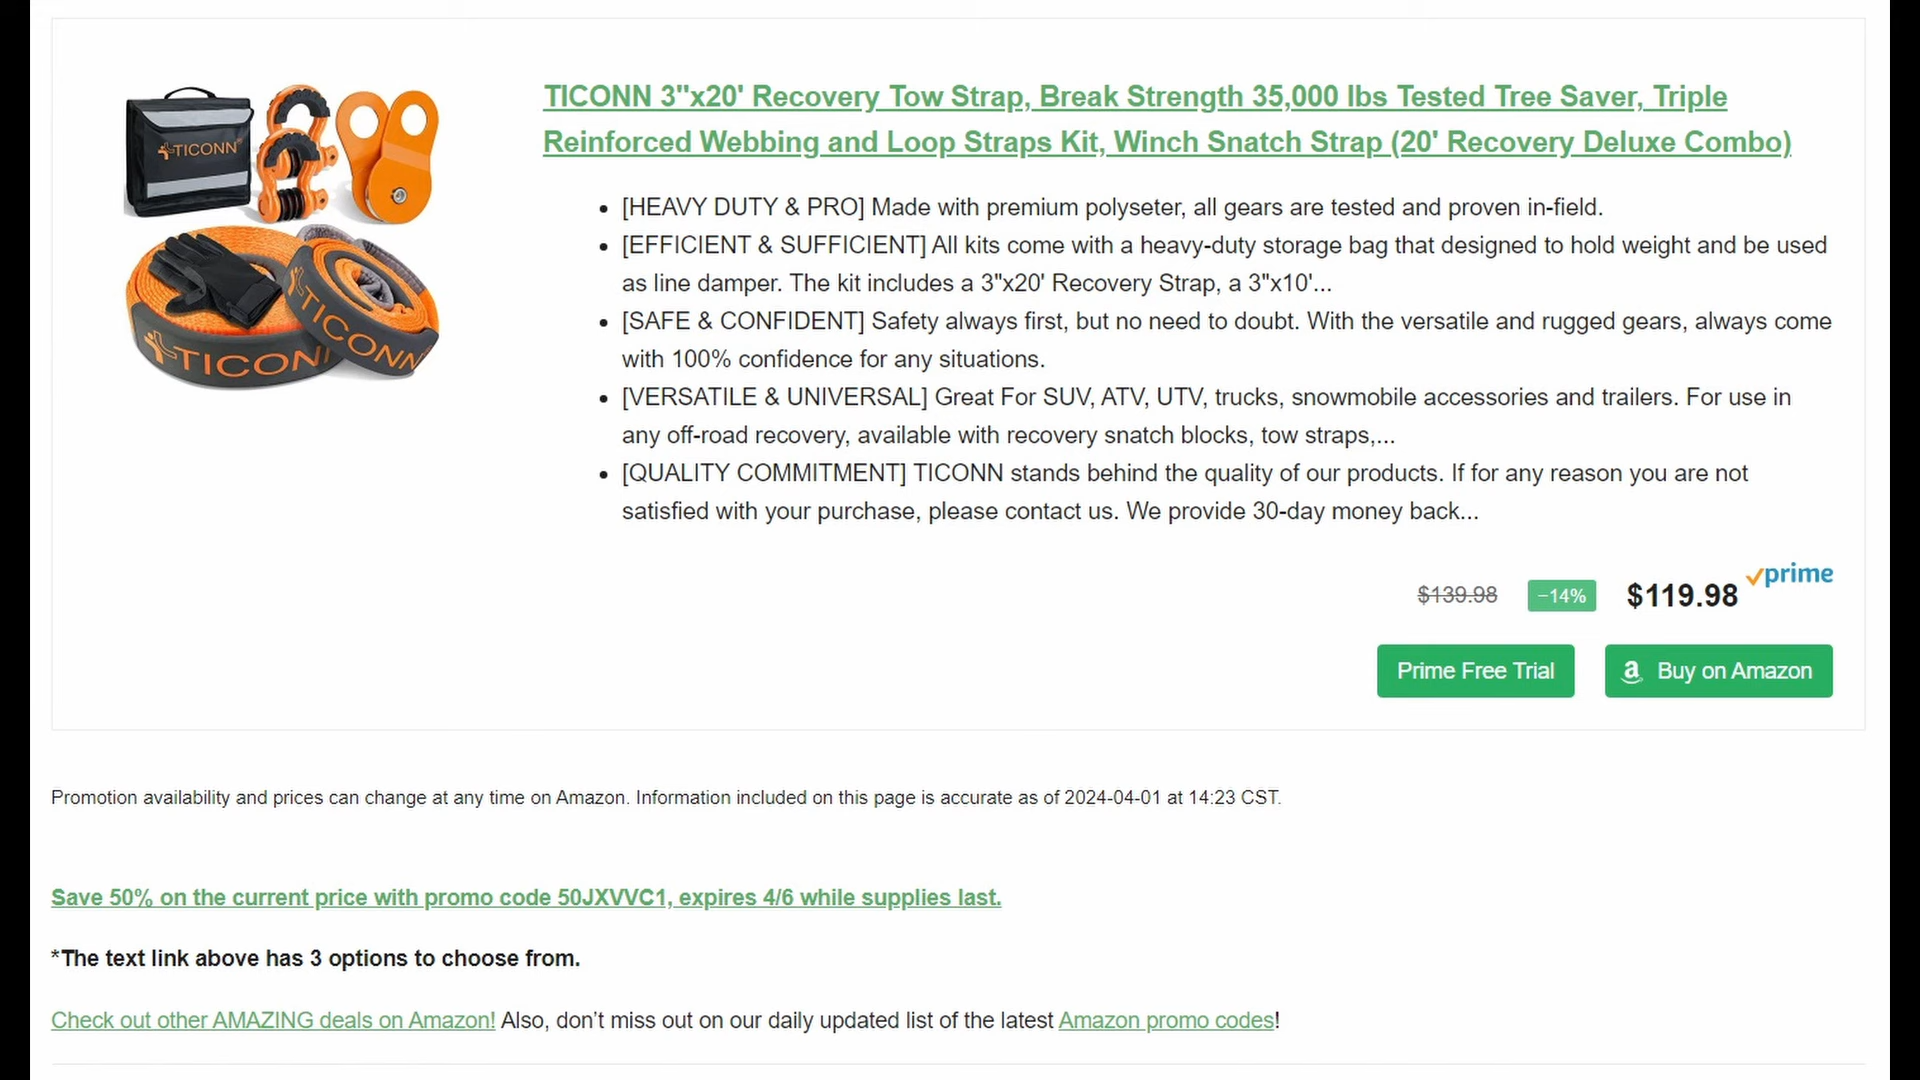 TICONN 3"x20' Recovery Tow Strap, Break Strength 35,000 lbs Tested Tree Saver, Triple
Reinforced Webbing and Loop Straps Kit, Winch Snatch Strap (20' Recovery Deluxe Combo)
TICONN
TICONN
TICONN
• [HEAVY DUTY & PRO] Made with premium polyseter, all gears are tested and proven in-field.
• [EFFICIENT & SUFFICIENT] All kits come with a heavy-duty storage bag that designed to hold weight and be used
as line damper. The kit includes a 3"x20' Recovery Strap, a 3"x10'...
• [SAFE & CONFIDENT] Safety always first, but no need to doubt. With the versatile and rugged gears, always come
with 100% confidence for any situations.
• [VERSATILE & UNIVERSAL] Great For SUV, ATV, UTV, trucks, snowmobile accessories and trailers. For use in
any off-road recovery, available with recovery snatch blocks, tow straps,...
• [QUALITY COMMITMENT] TICONN stands behind the quality of our products. If for any reason you are not
satisfied with your purchase, please contact us. We provide 30-day money back...
$139.98 −14% $119.98 prime
Prime Free Trial Buy on Amazon
Promotion availability and prices can change at any time on Amazon. Information included on this page is accurate as of 2024-04-01 at 14:23 CST.
Save 50% on the current price with promo code 50JXVVC1, expires 4/6 while supplies last.
*The text link above has 3 options to choose from.
Check out other AMAZING deals on Amazon! Also, don’t miss out on our daily updated list of the latest Amazon promo codes!